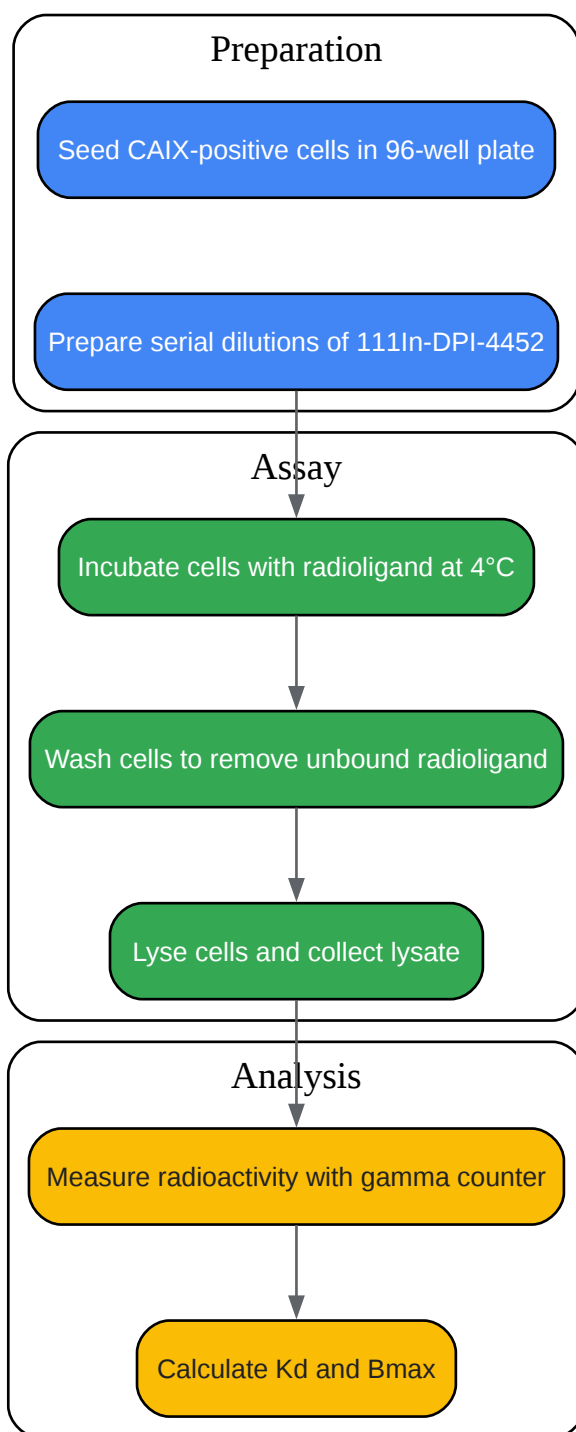 Preparation
Seed CAIX-positive cells in 96-well plate
Prepare serial dilutions of 111In-DPI-4452
Assay
Incubate cells with radioligand at 4°C
Wash cells to remove unbound radioligand
Lyse cells and collect lysate
Analysis
Measure radioactivity with gamma counter
Calculate Kd and Bmax